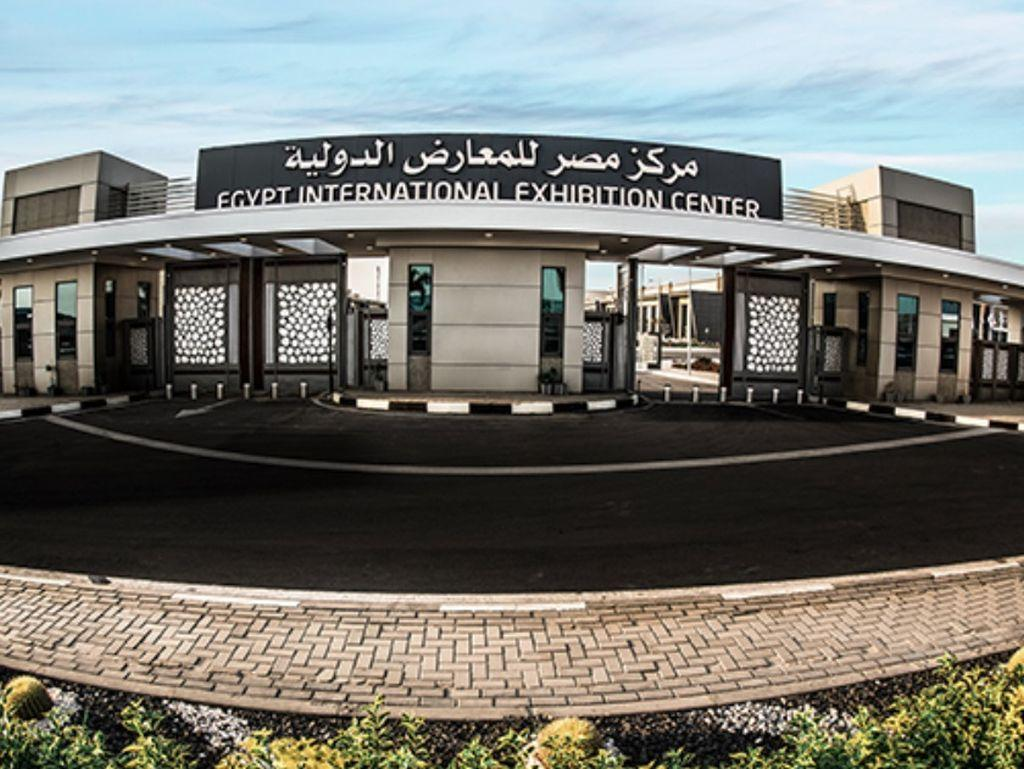 مركز مصر للمعارض الدولية
EGYPT INTERNATIONAL EXHIBITION CENTER